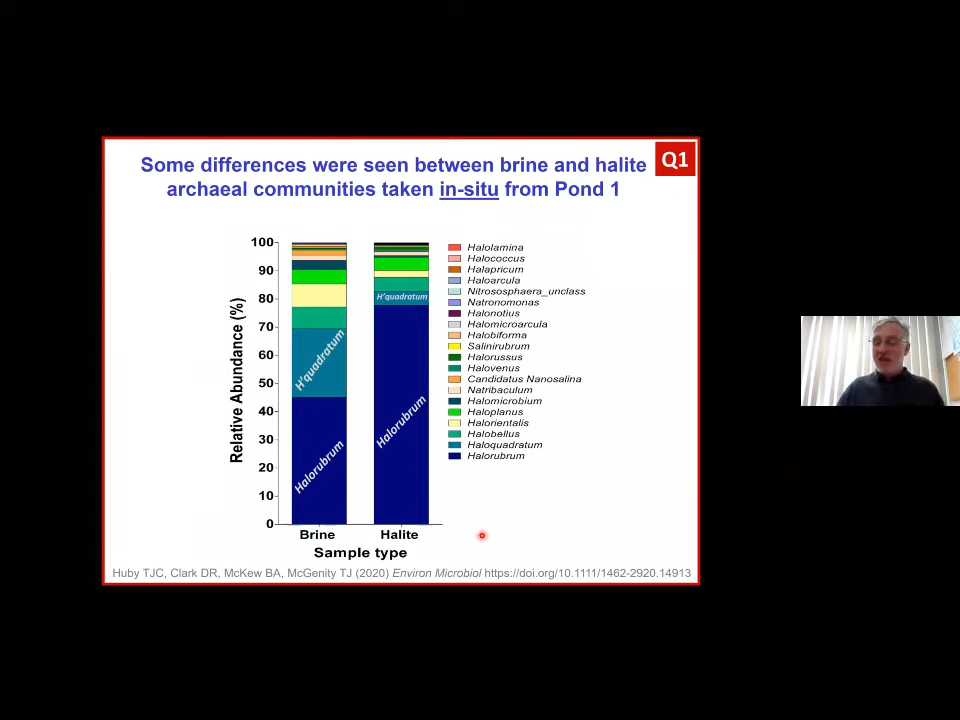 Some differences were seen between brine and halite
archaeal communities taken in-situ from Pond 1
Q1
Relative Abundance (%)
100
90
80
70
60
50
40
30
20
10
0
H'quadratum
Halorubrum
H'quadratum
Halorubrum
Brine
Halite
Sample type
Halolamina
Halococcus
Halapricum
Haloarcula
Nitrososphaera_unclass
Natronomonas
Halonotius
Halomicroarcula
Halobiforma
Salinirubrum
Halorussus
Halovenus
Candidatus Nanosalina
Natribaculum
Halomicrobium
Haloplanus
Halorientalis
Halobellus
Haloquadratum
Halorubrum
Huby TJC, Clark DR, McKew BA, McGenity TJ (2020) Environ Microbiol https://doi.org/10.1111/1462-2920.14913